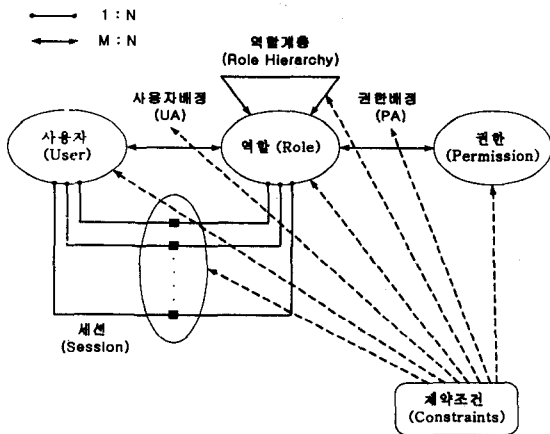 1 : N
M : N
역할계층
(Role Hierarchy)
사용자배정
(UA)
권한배정
(PA)
사용자
(User)
역할 (Role)
권한
(Permission)
세션
(Session)
제약조건
(Constraints)